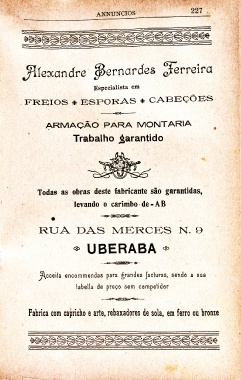 ANNUNCIOS 227
Alexandre Bernardes Ferreira
Especialista em
FREIOS * ESPORAS * CABEÇÕES
ARMAÇÃO PARA MONTARIA
Trabalho garantido
Todas as obras deste fabricante são garantidas,
levando o carimbo de-AB
RUA DAS MERCES N. 9
UBERABA
Acceita encommendas para grandes facturas, sendo a sua
tabella de preço sem competidor
Fabrica com capricho e arte, rebaxadores de sola, em ferro ou bronze